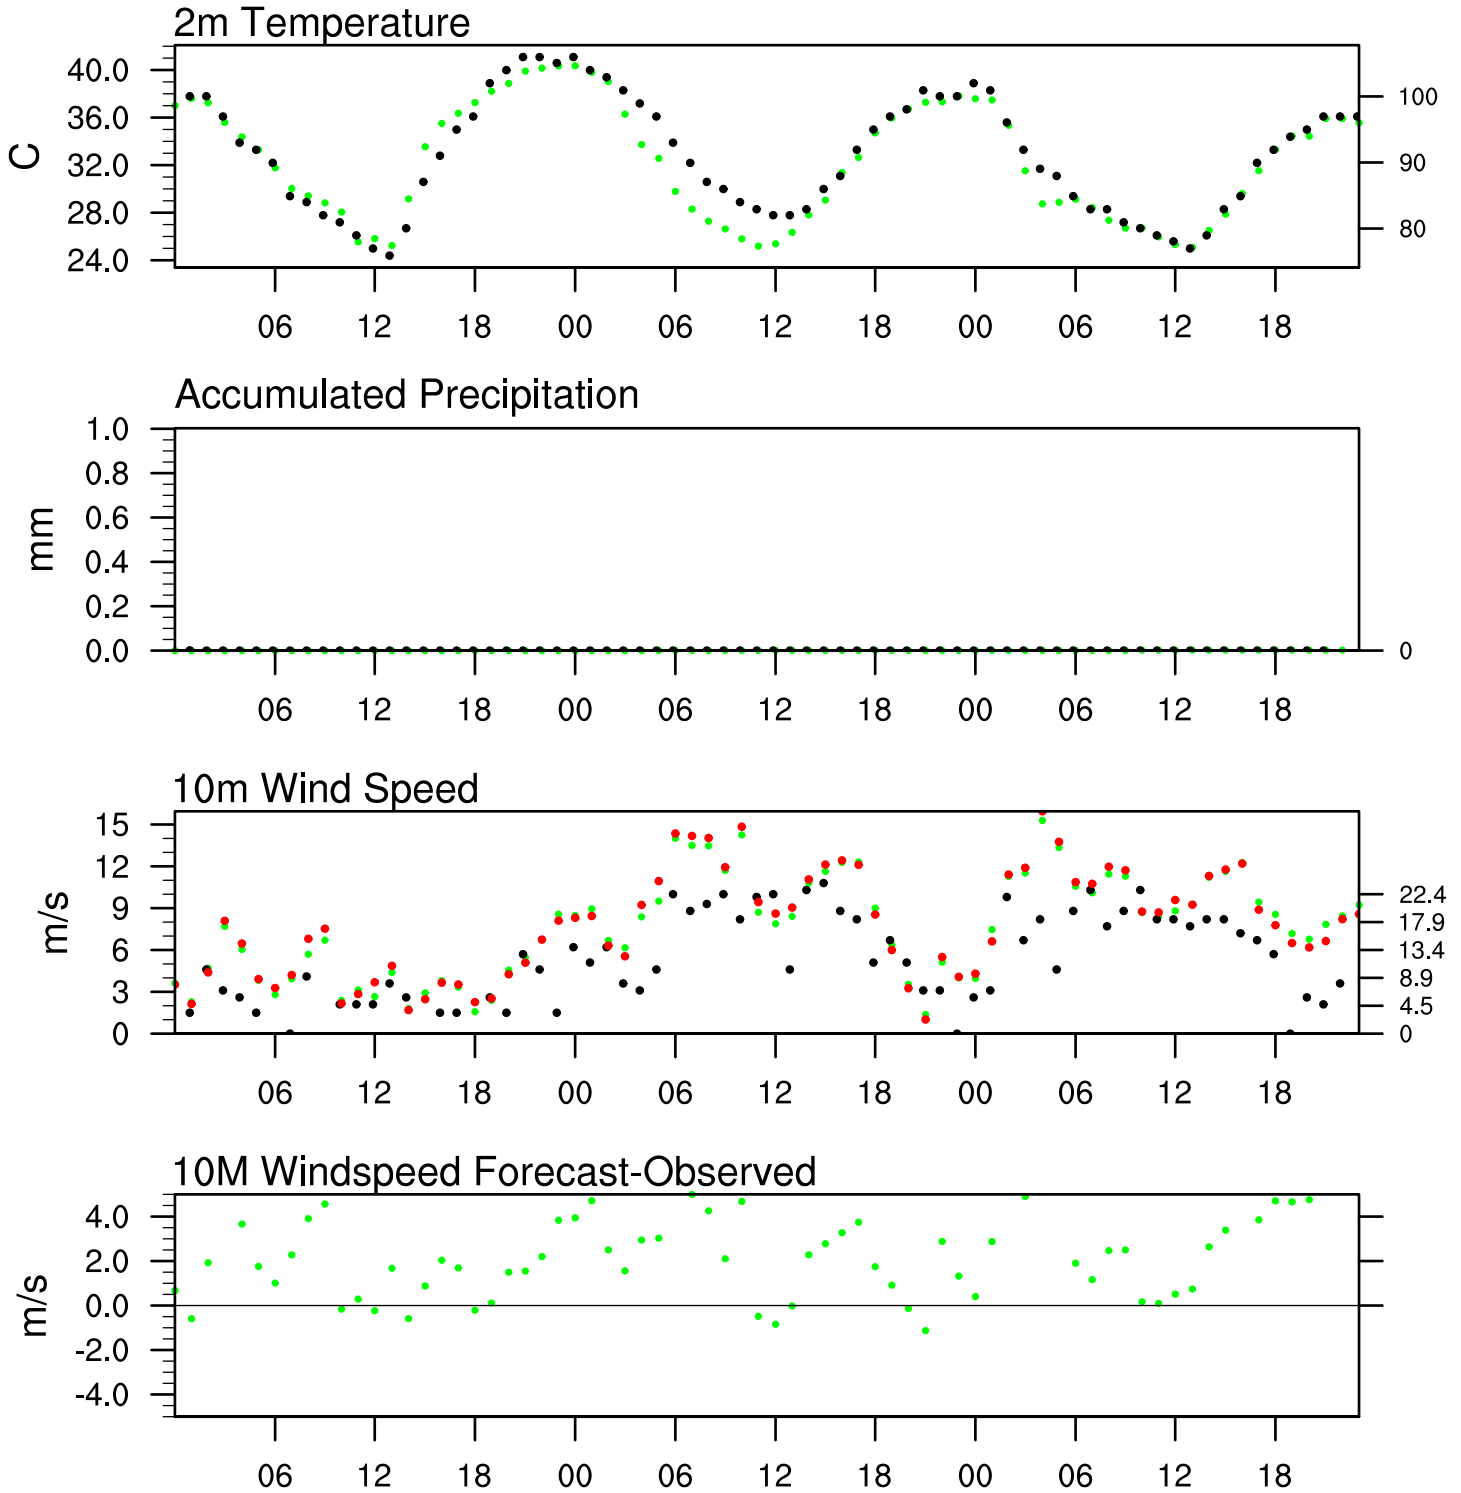 2m Temperature
40.0
36.0
32.0
28.0
24.0
C
100
90
80
06 12 18 00 06 12 18 00 06 12 18
Accumulated Precipitation
1.0
0.8
0.6
0.4
0.2
0.0
mm
0
06 12 18 00 06 12 18 00 06 12 18
10m Wind Speed
15
12
9
6
3
0
m/s
22.4
17.9
13.4
8.9
4.5
0
06 12 18 00 06 12 18 00 06 12 18
10M Windspeed Forecast-Observed
4.0
2.0
0.0
-2.0
-4.0
m/s
06 12 18 00 06 12 18 00 06 12 18